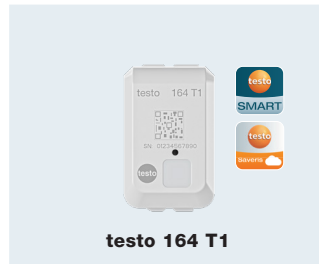 testo 164 T1
SN: 01234567890
testo
testo
SMART
testo
saveris
testo 164 T1